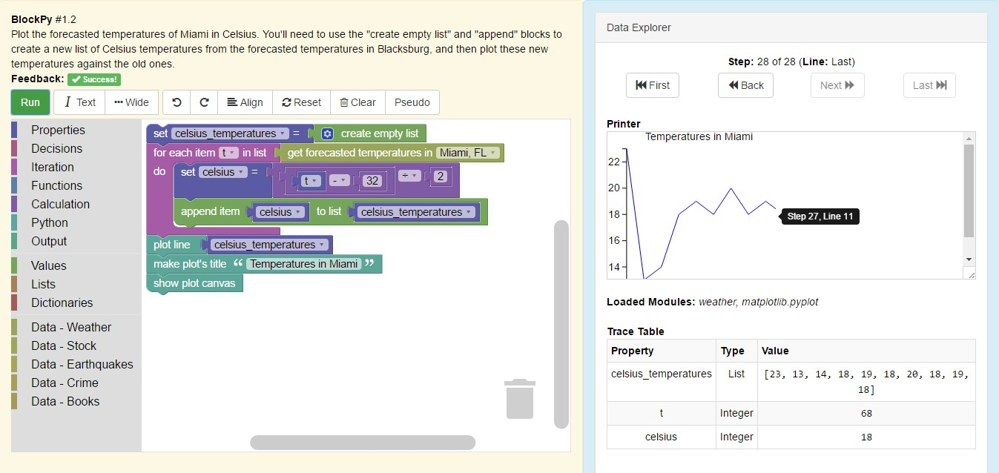 BlockPy #1.2
Plot the forecasted temperatures of Miami in Celsius. You'll need to use the "create empty list" and "append" blocks to
create a new list of Celsius temperatures from the forecasted temperatures in Blacksburg, and then plot these new
temperatures against the old ones.
Feedback: ✔ Success!
Run I Text Wide Align Reset Clear Pseudo
Properties
Decisions
Iteration
Functions
Calculation
Python
Output
Values
Lists
Dictionaries
Data - Weather
Data - Stock
Data - Earthquakes
Data - Crime
Data - Books
set celsius_temperatures = create empty list
for each item t in list get forecasted temperatures in Miami, FL
do set celsius = t - 32 ÷ 2
append item celsius to list celsius_temperatures
plot line celsius_temperatures
make plot's title “ Temperatures in Miami ”
show plot canvas
Data Explorer
Step: 28 of 28 (Line: Last)
First Back Next Last
Printer
Temperatures in Miami
22
20
18
16
14
Step 27, Line 11
Loaded Modules: weather, matplotlib.pyplot
Trace Table
Property Type Value
celsius_temperatures List [23, 13, 14, 18, 19, 18, 20, 18, 19,
18]
t Integer 68
celsius Integer 18